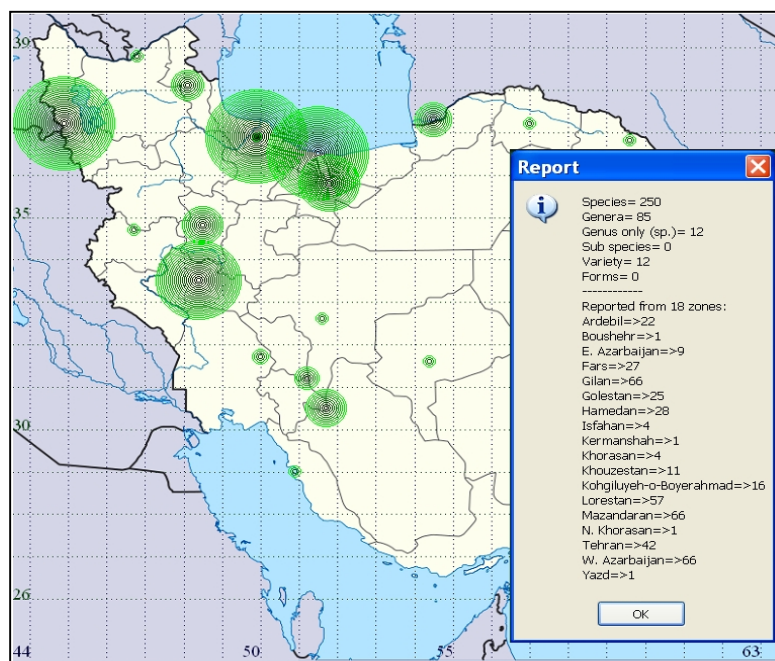 39
35
30
26
44
50
55
63
Report
Species= 250
Genera= 85
Genus only (sp.)= 12
Sub species= 0
Variety= 12
Forms= 0
------------
Reported from 18 zones:
Ardebil=>22
Boushehr=>1
E. Azarbaijan=>9
Fars=>27
Gilan=>66
Golestan=>25
Hamedan=>28
Isfahan=>4
Kermanshah=>1
Khorasan=>4
Khouzestan=>11
Kohgiluyeh-o-Boyerahmad=>16
Lorestan=>57
Mazandaran=>66
N. Khorasan=>1
Tehran=>42
W. Azarbaijan=>66
Yazd=>1
OK